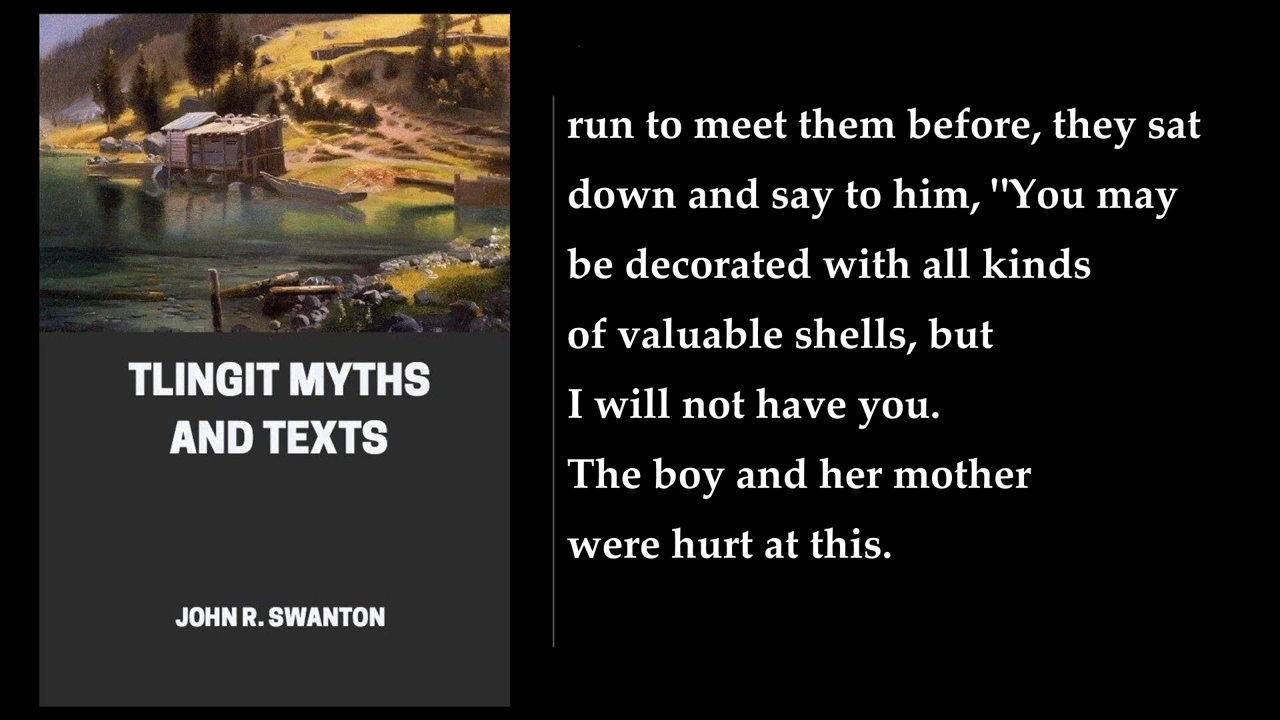 TLINGIT MYTHS
AND TEXTS
JOHN R. SWANTON
run to meet them before, they sat
down and say to him, "You may
be decorated with all kinds
of valuable shells, but
I will not have you.
The boy and her mother
were hurt at this.